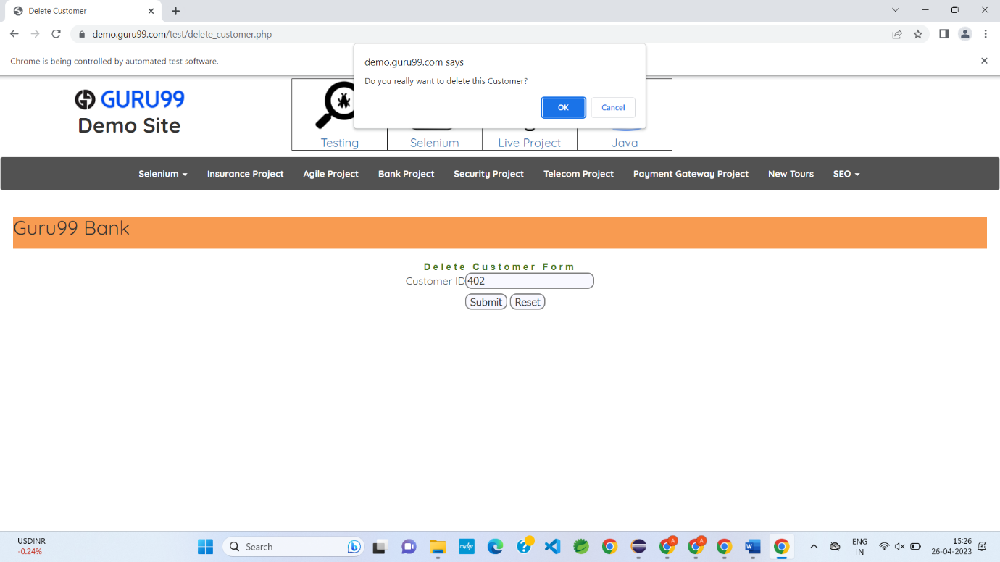 Delete Customer
demo.guru99.com/test/delete_customer.php
Chrome is being controlled by automated test software.
demo.guru99.com says
Do you really want to delete this Customer?
OK Cancel
GURU99
Demo Site
Testing Selenium Live Project Java
Selenium Insurance Project Agile Project Bank Project Security Project Telecom Project Payment Gateway Project New Tours SEO
Guru99 Bank
Delete Customer Form
Customer ID 402
Submit Reset
USDINR
-0.24%
Search
myhp
W
A
A
ENG
IN
15:26
26-04-2023